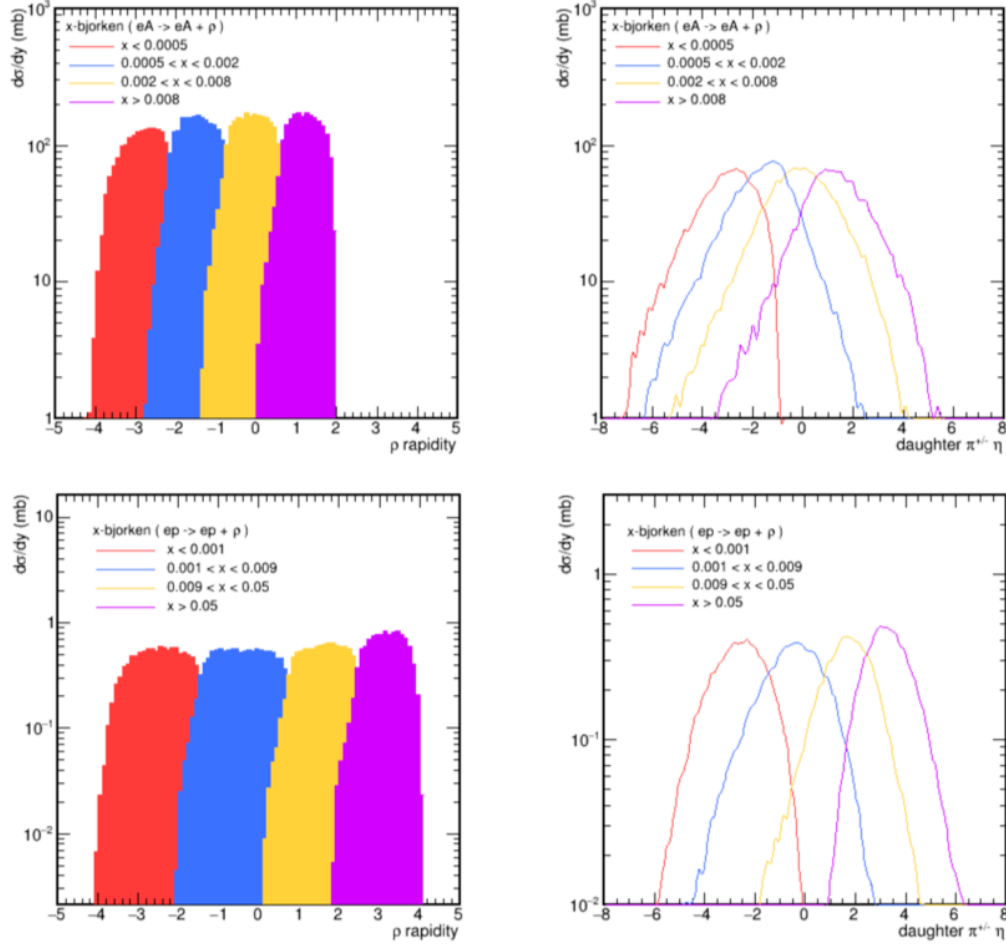 dσ/dy (mb)
10³
10²
10
1
x-bjorken ( eA -> eA + ρ )
x < 0.0005
0.0005 < x < 0.002
0.002 < x < 0.008
x > 0.008
−5 −4 −3 −2 −1 0 1 2 3 4 5
ρ rapidity
dσ/dy (mb)
10³
10²
10
1
x-bjorken ( eA -> eA + ρ )
x < 0.0005
0.0005 < x < 0.002
0.002 < x < 0.008
x > 0.008
−8 −6 −4 −2 0 2 4 6 8
daughter π⁺/⁻ η
dσ/dy (mb)
10
1
10⁻¹
10⁻²
x-bjorken ( ep -> ep + ρ )
x < 0.001
0.001 < x < 0.009
0.009 < x < 0.05
x > 0.05
−5 −4 −3 −2 −1 0 1 2 3 4 5
ρ rapidity
dσ/dy (mb)
1
10⁻¹
10⁻²
x-bjorken ( ep -> ep + ρ )
x < 0.001
0.001 < x < 0.009
0.009 < x < 0.05
x > 0.05
−8 −6 −4 −2 0 2 4 6 8
daughter π⁺/⁻ η